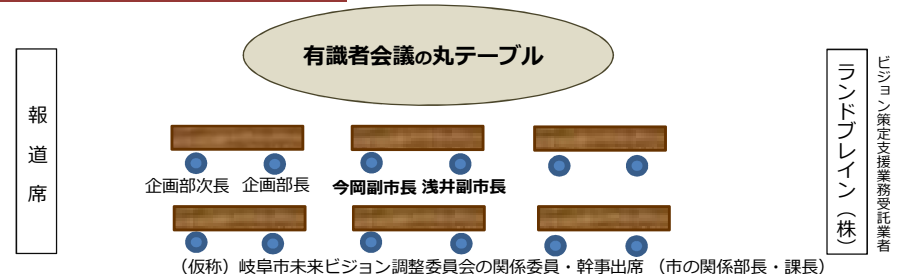 有識者会議の丸テーブル
報道席
ランドブレイン(株)
ビジョン策定支援業務受託業者
企画部次長 企画部長 今岡副市長 浅井副市長
(仮称)岐阜市未来ビジョン調整委員会の関係委員・幹事出席 (市の関係部長・課長)